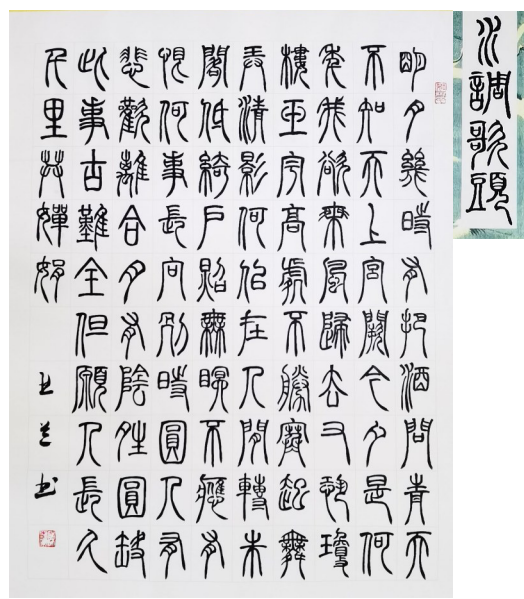 水調歌頭
明月幾時有把酒問青天
不知天上宮闕今夕是何
年我欲乘風歸去又恐瓊
樓玉宇高處不勝寒起舞
弄清影何似在人間轉朱
閣低綺戶照無眠不應有
恨何事長向別時圓人有
悲歡離合月有陰晴圓缺
此事古難全但願人長久
千里共嬋娟